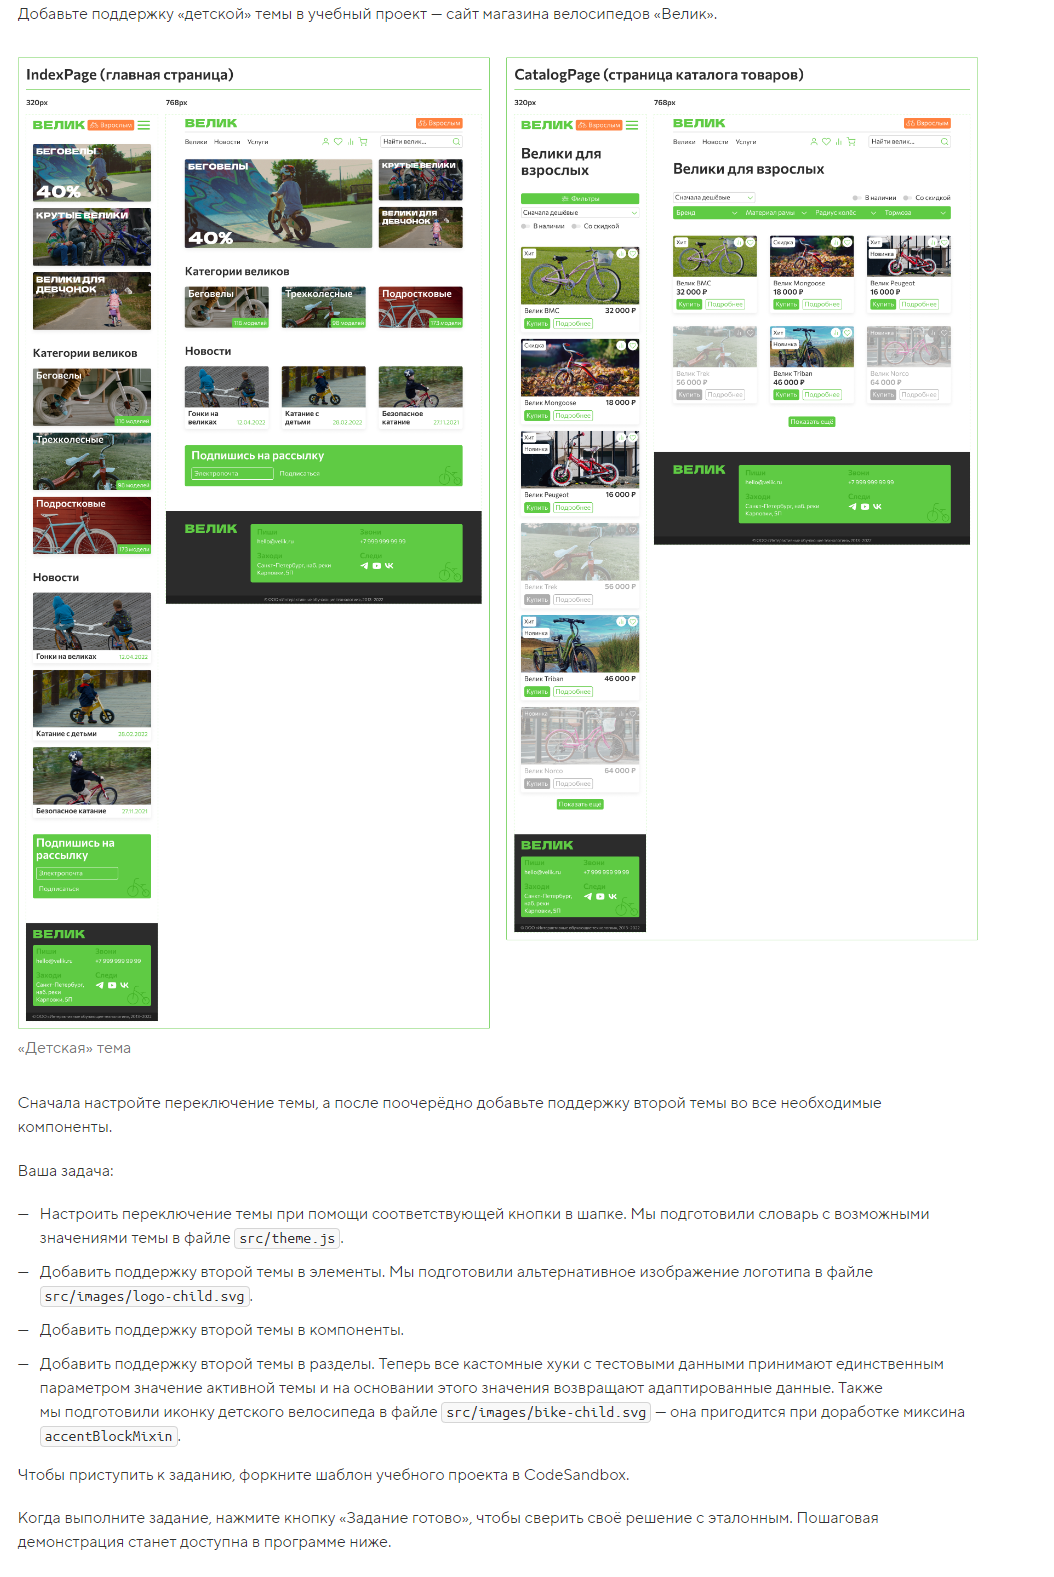 Добавьте поддержку «детской» темы в учебный проект — сайт магазина велосипедов «Велик».
IndexPage (главная страница)
320px
768px
ВЕЛИК
Взрослым
БЕГОВЕЛЫ
40%
КРУТЫЕ ВЕЛИКИ
ВЕЛИКИ ДЛЯ
ДЕВЧОНОК
Категории великов
Беговелы
Трехколесные
98 моделей
Подростковые
Новости
Гонки на великах
12.04.2022
Катание с детьми
Безопасное катание
27.11.2021
Подпишись на
рассылку
Электропочта
Подписаться
ВЕЛИК
Пиши
Звони
hello@velik.ru
+7 999 999 99 99
Заходи
Следи
Санкт-Петербург,
наб. реки
Карповки, 5П
ВЕЛИК
Взрослым
Велики Новости Услуги
Найти велик...
БЕГОВЕЛЫ
40%
КРУТЫЕ ВЕЛИКИ
ВЕЛИКИ ДЛЯ
ДЕВЧОНОК
Категории великов
Беговелы
Трехколесные
98 моделей
Подростковые
173 модели
Новости
Гонки на
великах
12.04.2022
Катание с
детьми
Безопасное
катание
27.11.2021
Подпишись на рассылку
Электропочта
Подписаться
ВЕЛИК
Пиши
Звони
hello@velik.ru
+7 999 999 99 99
Заходи
Следи
Санкт-Петербург, наб. реки
Карповки, 5П
CatalogPage (страница каталога товаров)
320px
768px
ВЕЛИК
Взрослым
Велики для
взрослых
Фильтры
Сначала дешёвые
В наличии Со скидкой
Хит
Велик BMC
32 000 ₽
Купить Подробнее
Скидка
Велик Mongoose
18 000 ₽
Купить Подробнее
Хит
Новинка
Велик Peugeot
16 000 ₽
Купить Подробнее
Велик Trek
56 000 ₽
Купить Подробнее
Хит
Новинка
Велик Triban
46 000 ₽
Купить Подробнее
Новинка
Велик Norco
64 000 ₽
Купить Подробнее
Показать ещё
ВЕЛИК
Пиши
Звони
hello@velik.ru
+7 999 999 99 99
Заходи
Следи
Санкт-Петербург,
наб. реки
Карповки, 5П
ВЕЛИК
Взрослым
Велики Новости Услуги
Найти велик...
Велики для взрослых
Сначала дешёвые
В наличии Со скидкой
Бренд Материал рамы Радиус колёс Тормоза
Хит
Скидка
Хит
Новинка
Велик BMC
Велик Mongoose
Велик Peugeot
32 000 ₽
18 000 ₽
16 000 ₽
Купить Подробнее
Купить Подробнее
Купить Подробнее
Хит
Новинка
Новинка
Велик Trek
Велик Triban
Велик Norco
56 000 ₽
46 000 ₽
64 000 ₽
Купить Подробнее
Купить Подробнее
Купить Подробнее
Показать ещё
ВЕЛИК
Пиши
Звони
hello@velik.ru
+7 999 999 99 99
Заходи
Следи
Санкт-Петербург, наб. реки
Карповки, 5П
«Детская» тема
Сначала настройте переключение темы, а после поочерёдно добавьте поддержку второй темы во все необходимые
компоненты.
Ваша задача:
— Настроить переключение темы при помощи соответствующей кнопки в шапке. Мы подготовили словарь с возможными
значениями темы в файле src/theme.js.
— Добавить поддержку второй темы в элементы. Мы подготовили альтернативное изображение логотипа в файле
src/images/logo-child.svg.
— Добавить поддержку второй темы в компоненты.
— Добавить поддержку второй темы в разделы. Теперь все кастомные хуки с тестовыми данными принимают единственным
параметром значение активной темы и на основании этого значения возвращают адаптированные данные. Также
мы подготовили иконку детского велосипеда в файле src/images/bike-child.svg — она пригодится при доработке миксина
accentBlockMixin.
Чтобы приступить к заданию, форкните шаблон учебного проекта в CodeSandbox.
Когда выполните задание, нажмите кнопку «Задание готово», чтобы сверить своё решение с эталонным. Пошаговая
демонстрация станет доступна в программе ниже.